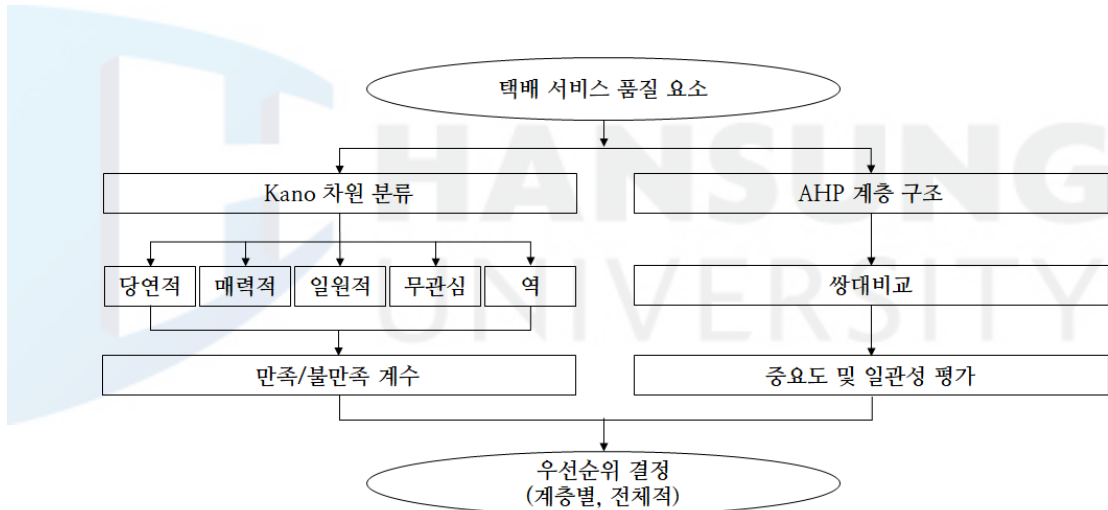 택배 서비스 품질 요소
HANSUNG
UNIVERSITY
Kano 차원 분류
AHP 계층 구조
당연적
매력적
일원적
무관심
역
쌍대비교
만족/불만족 계수
중요도 및 일관성 평가
우선순위 결정
(계층별, 전체적)